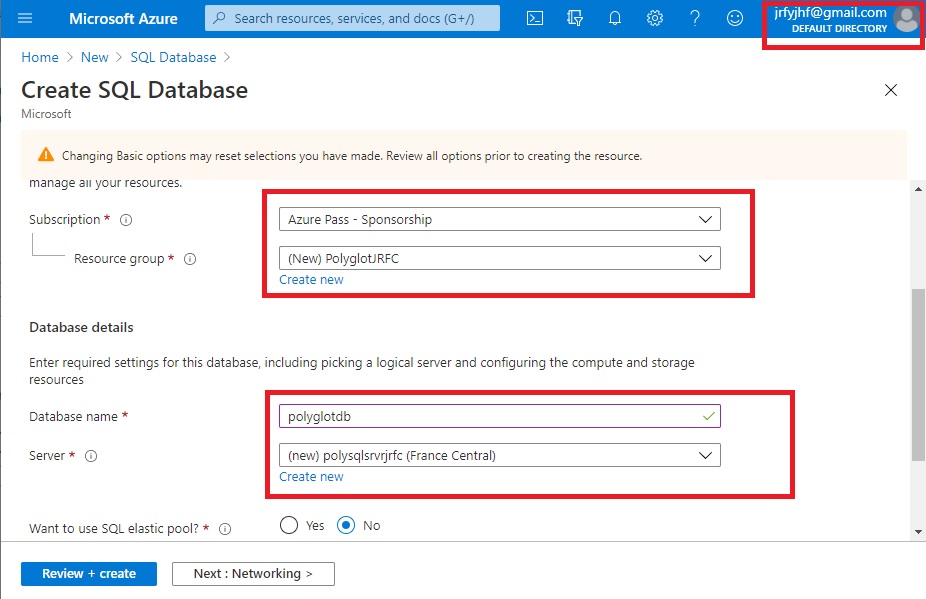 Microsoft Azure
Search resources, services, and docs (G+/)
jrfyjhf@gmail.com
DEFAULT DIRECTORY
Home > New > SQL Database >
Create SQL Database
Microsoft
Changing Basic options may reset selections you have made. Review all options prior to creating the resource.
manage all your resources.
Subscription *
Azure Pass - Sponsorship
Resource group *
(New) PolyglotJRFC
Create new
Database details
Enter required settings for this database, including picking a logical server and configuring the compute and storage
resources
Database name *
polyglotdb
Server *
(new) polysqlsrvrjrfc (France Central)
Create new
Want to use SQL elastic pool? *
Yes
No
Review + create
Next : Networking >